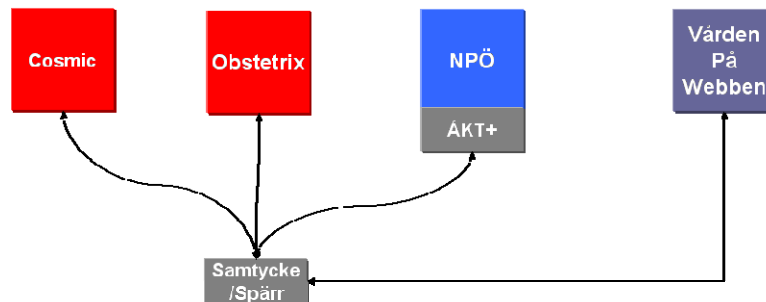 Cosmic
Obstetrix
NPÖ
ÅKT+
Vården
På
Webben
Samtycke
/Spärr